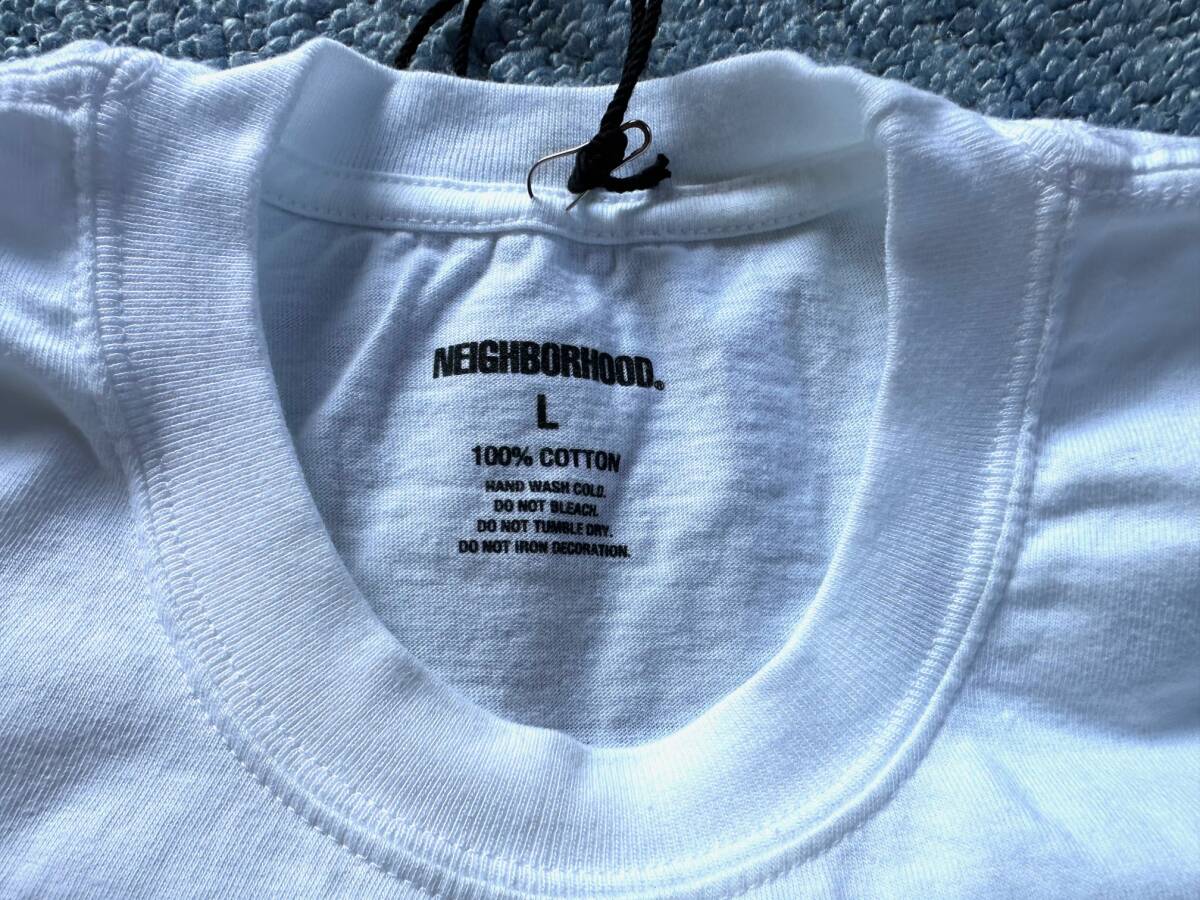 NEIGHBORHOOD®
L
100% COTTON
HAND WASH COLD.
DO NOT BLEACH.
DO NOT TUMBLE DRY.
DO NOT IRON DECORATION.